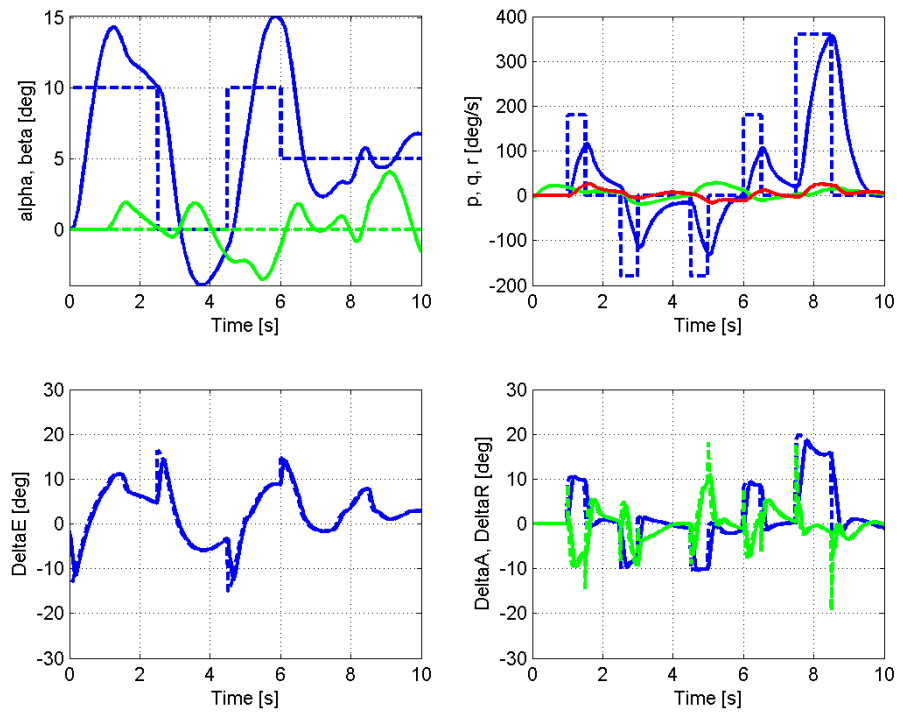 alpha, beta [deg]
15
10
5
0
0 2 4 6 8 10
Time [s]
p, q, r [deg/s]
400
300
200
100
0
-100
-200
0 2 4 6 8 10
Time [s]
DeltaE [deg]
30
20
10
0
-10
-20
-30
0 2 4 6 8 10
Time [s]
DeltaA, DeltaR [deg]
30
20
10
0
-10
-20
-30
0 2 4 6 8 10
Time [s]